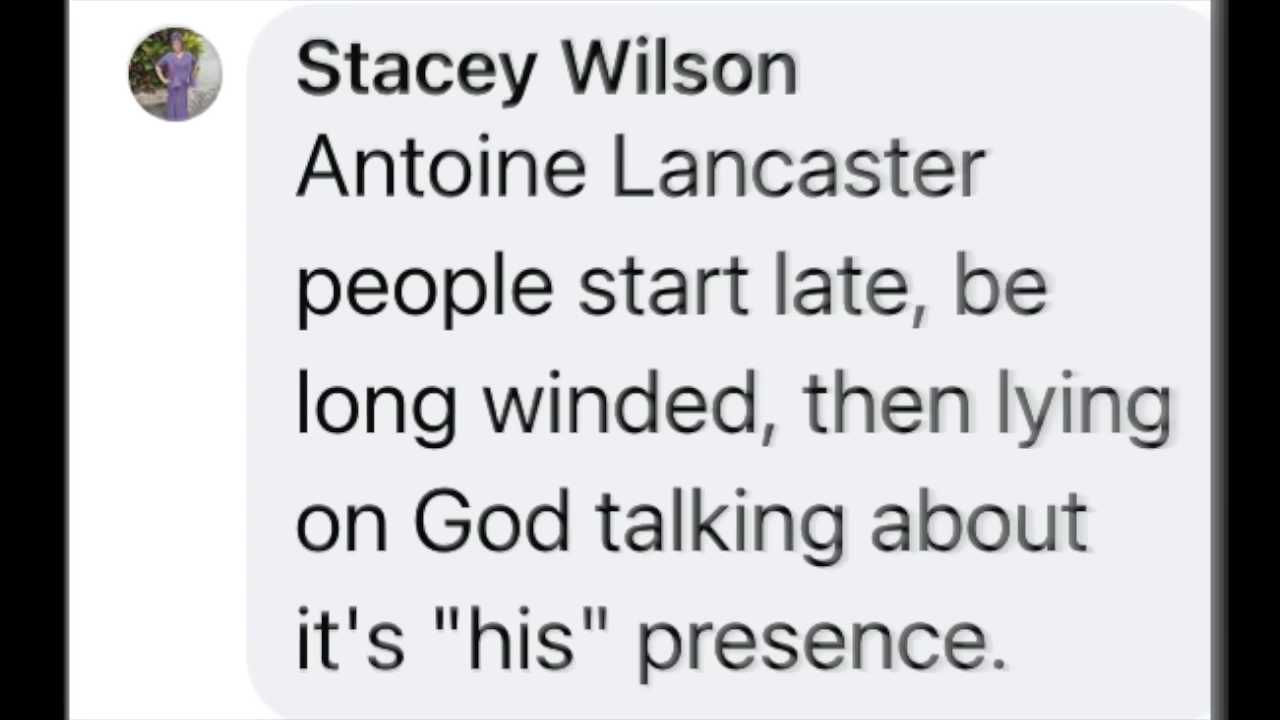 Stacey Wilson
Antoine Lancaster
people start late, be
long winded, then lying
on God talking about
it's "his" presence.